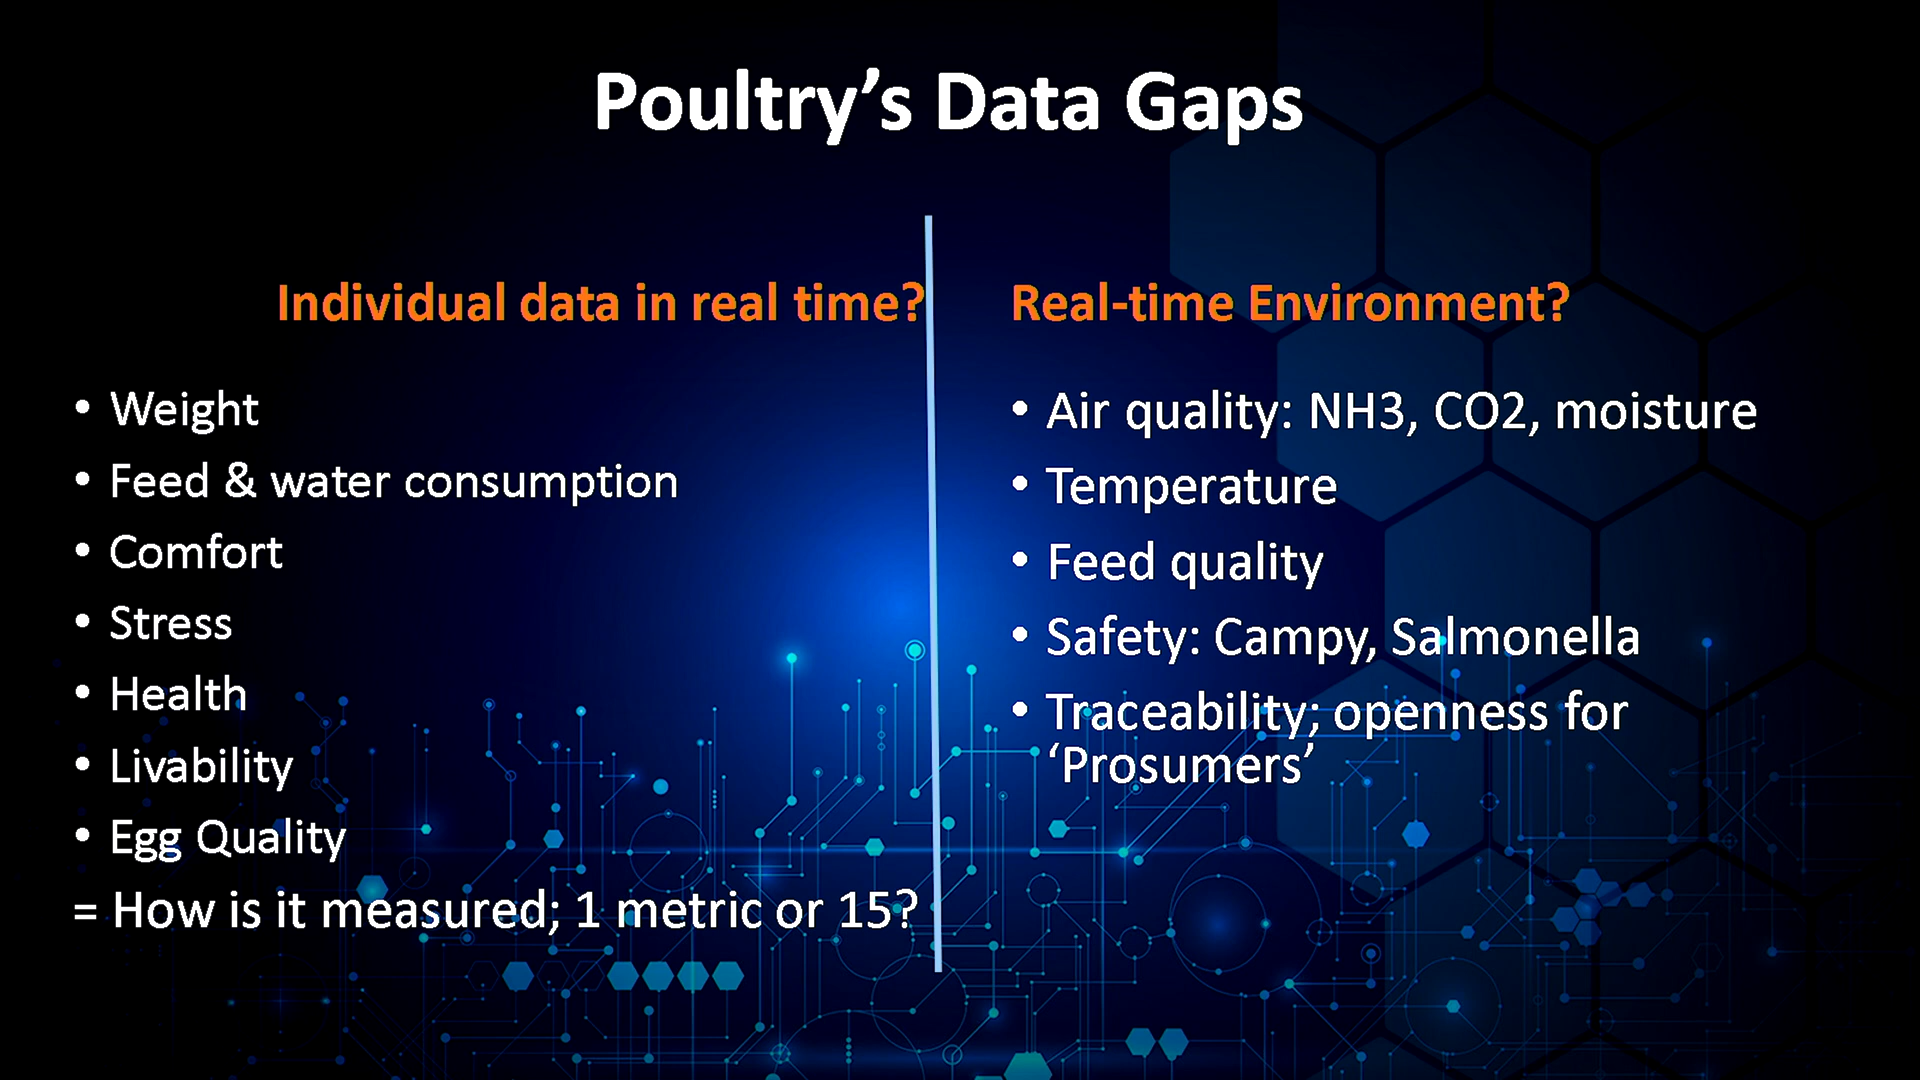 Poultry’s Data Gaps
Individual data in real time?
• Weight
• Feed & water consumption
• Comfort
• Stress
• Health
• Livability
• Egg Quality
= How is it measured; 1 metric or 15?
Real-time Environment?
• Air quality: NH3, CO2, moisture
• Temperature
• Feed quality
• Safety: Campy, Salmonella
• Traceability; openness for
‘Prosumers’